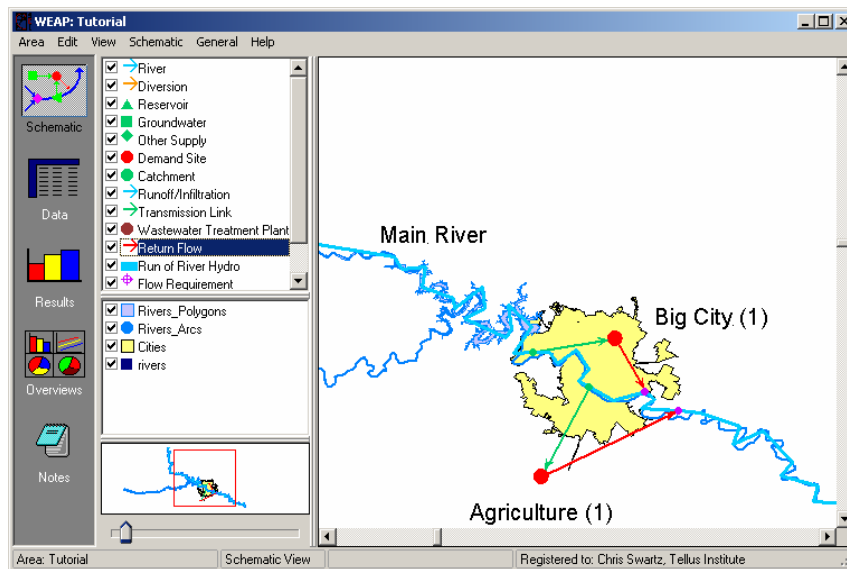 WEAP: Tutorial
Area Edit View Schematic General Help
Schematic
Data
Results
Overviews
Notes
River
Diversion
Reservoir
Groundwater
Other Supply
Demand Site
Catchment
Runoff/Infiltration
Transmission Link
Wastewater Treatment Plant
Return Flow
Run of River Hydro
Flow Requirement
Rivers_Polygons
Rivers_Arcs
Cities
rivers
Main River
Big City (1)
Agriculture (1)
Area: Tutorial Schematic View Registered to: Chris Swartz, Tellus Institute